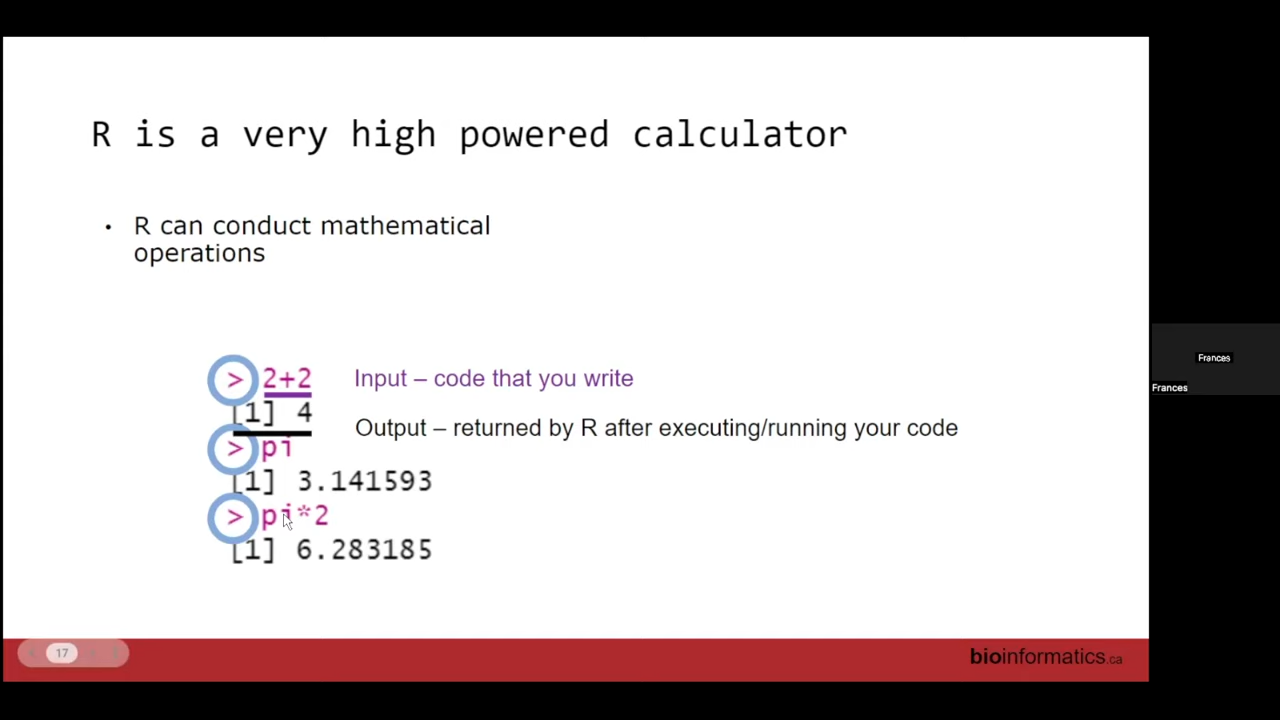 R is a very high powered calculator
• R can conduct mathematical
operations
> 2+2 Input – code that you write
[1] 4
Output – returned by R after executing/running your code
> pi
[1] 3.141593
> pi*2
[1] 6.283185
Frances
Frances
17
bioinformatics.ca